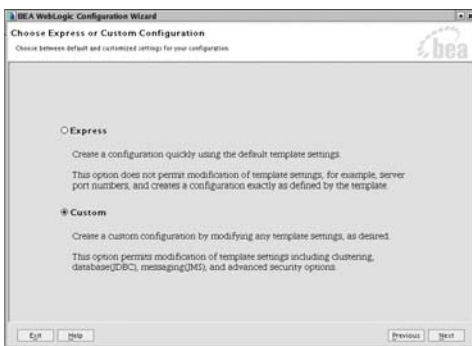 BEA WebLogic Configuration Wizard
Choose Express or Custom Configuration
Choose between default and customized settings for your configuration.
bea
Express
Create a configuration quickly using the default template settings.
This option does not permit modification of template settings, for example, server
port numbers, and creates a configuration exactly as defined by the template.
Custom
Create a custom configuration by modifying any template settings, as desired.
This option permits modification of template settings including clustering,
database(JDBC), messaging(JMS), and advanced security options.
Exit Help Previous Next